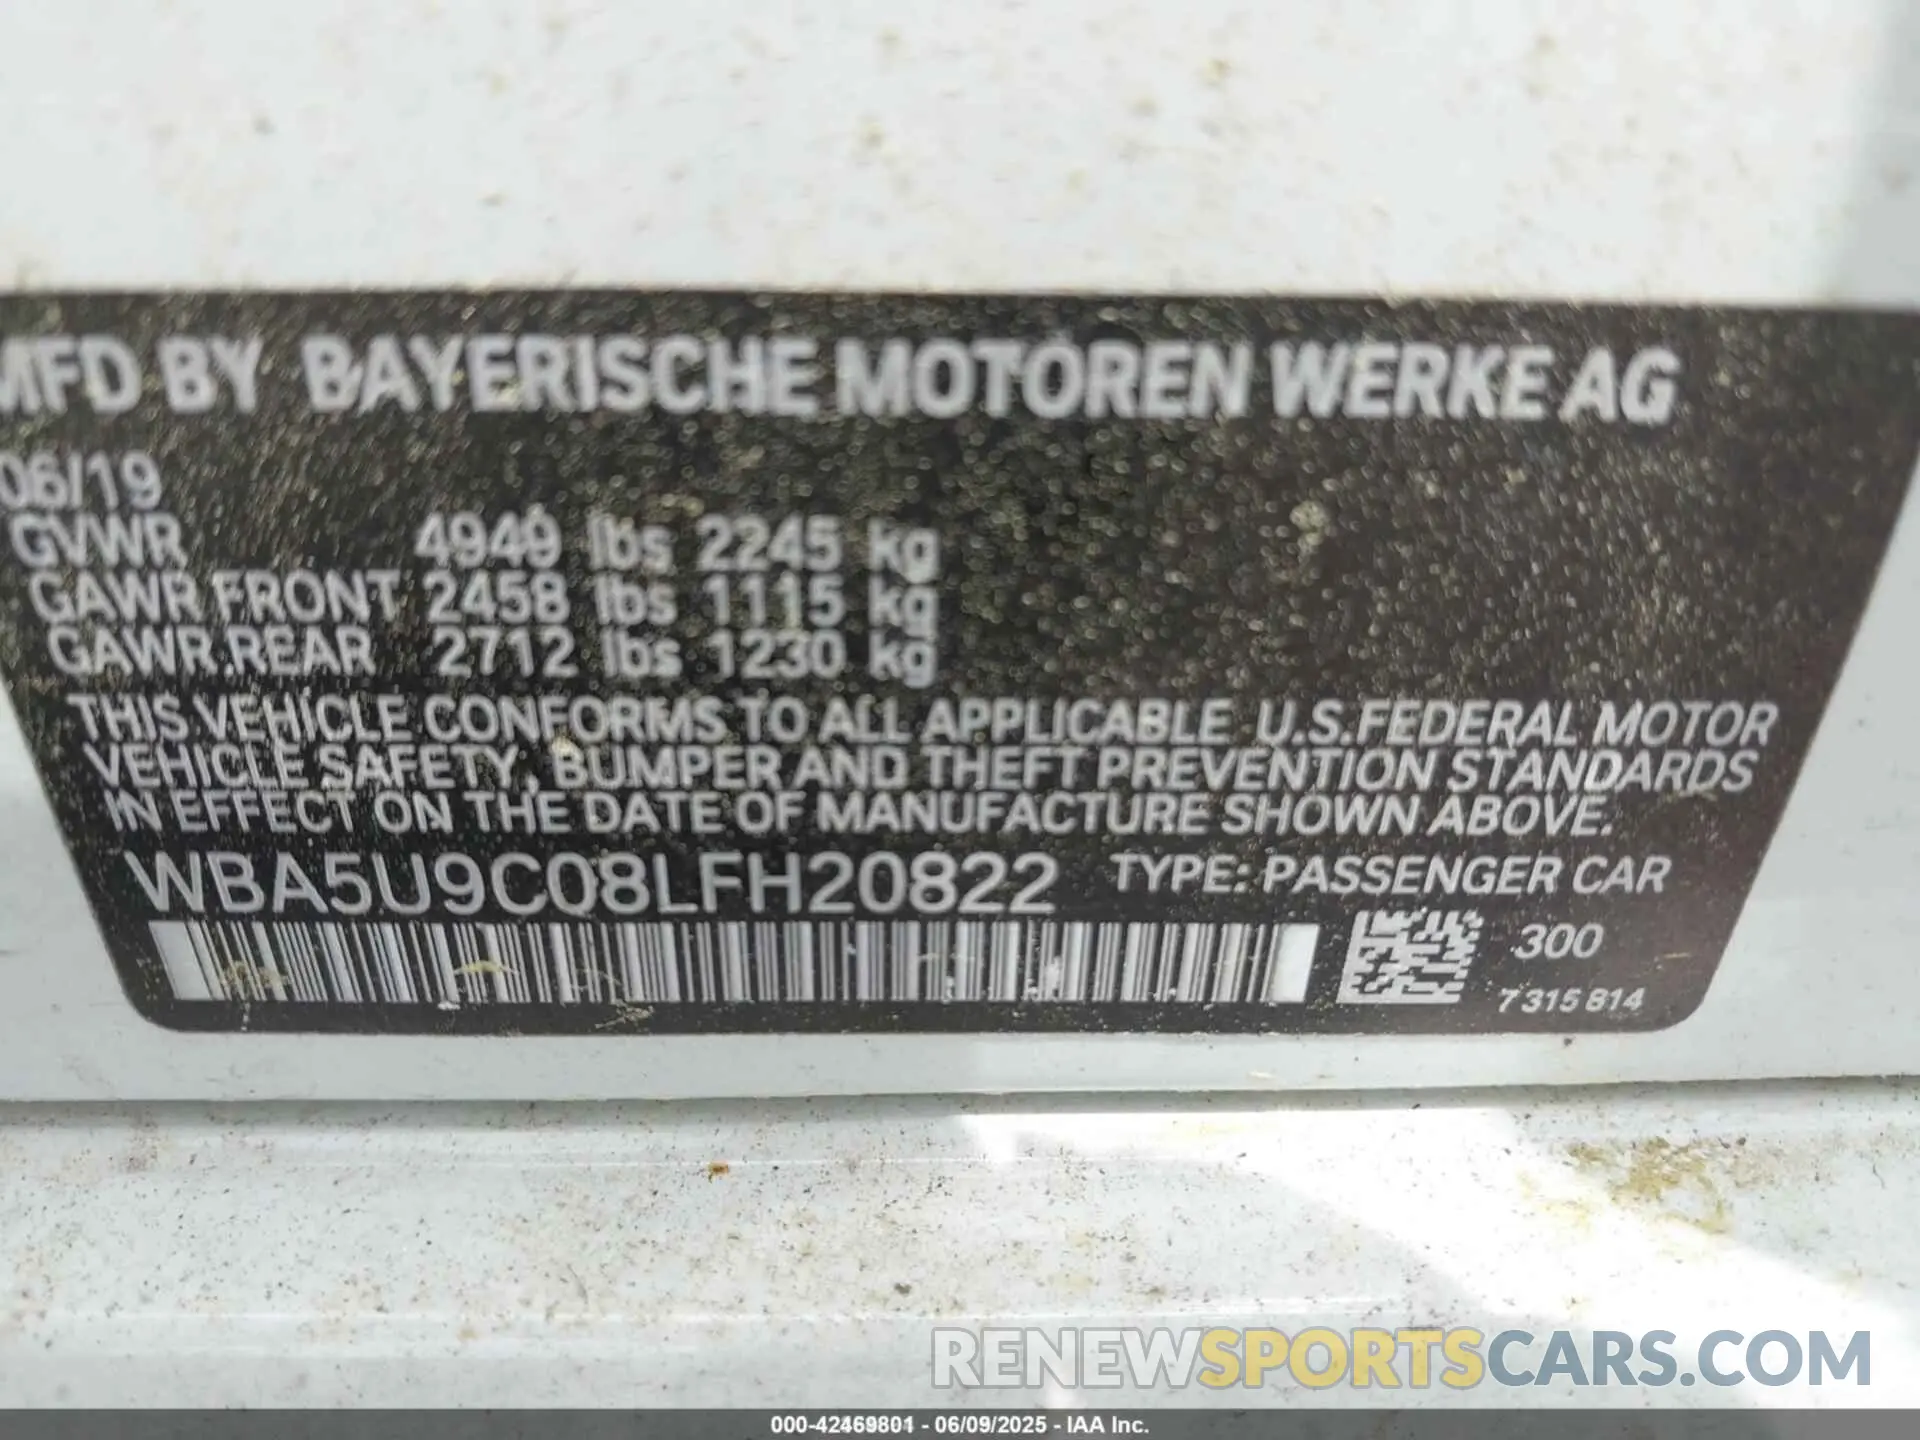 MFD BY BAYERISCHE MOTOREN WERKE AG
06/19
GVWR 4949 lbs 2245 kg
GAWR FRONT 2458 lbs 1115 kg
GAWR REAR 2712 lbs 1230 kg
THIS VEHICLE CONFORMS TO ALL APPLICABLE U.S.FEDERAL MOTOR
VEHICLE SAFETY, BUMPER AND THEFT PREVENTION STANDARDS
IN EFFECT ON THE DATE OF MANUFACTURE SHOWN ABOVE.
WBA5U9C08LFH20822 TYPE: PASSENGER CAR
300
7 315 814
RENEWSPORTSCARS.COM
000-42469801 - 06/09/2025 - IAA Inc.